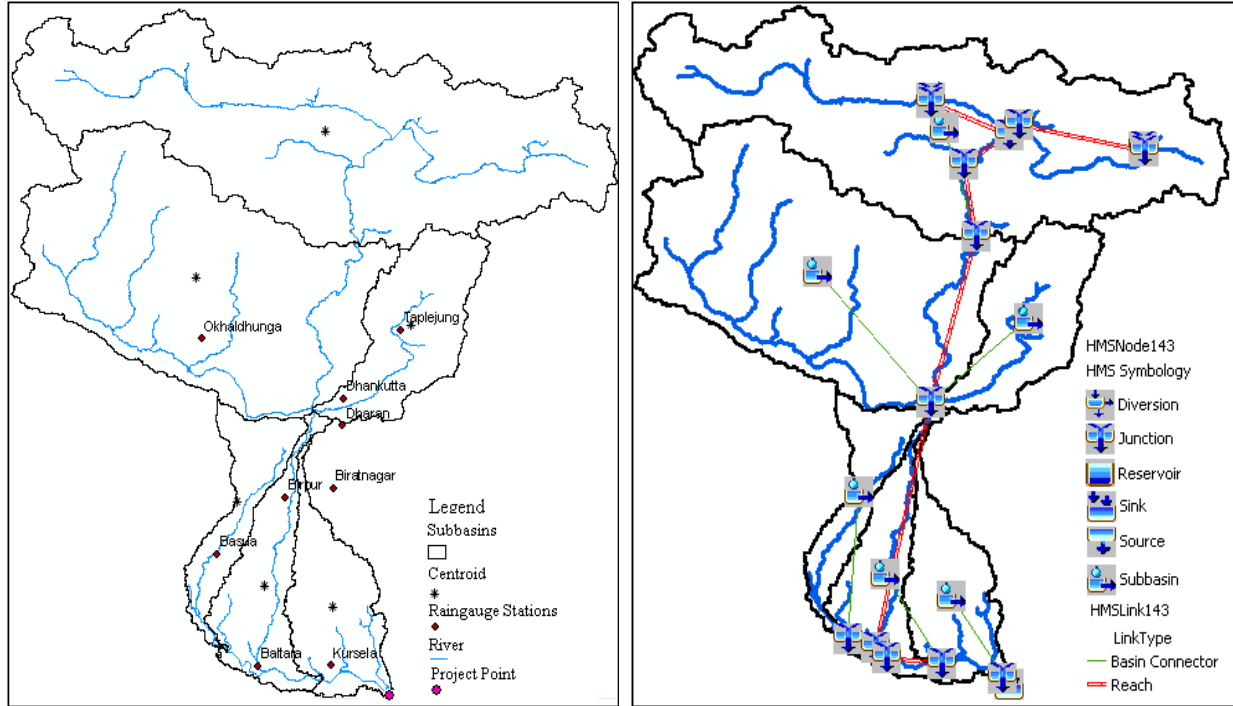 Okhaldhunga
Taplejung
Dhankutta
Dharan
Biratnagar
Birpur
Basua
Baltara
Kursela
Legend
Subbasins
Centroid
Raingauge Stations
River
Project Point
HMSNode143
HMS Symbology
Diversion
Junction
Reservoir
Sink
Source
Subbasin
HMSLink143
LinkType
Basin Connector
Reach